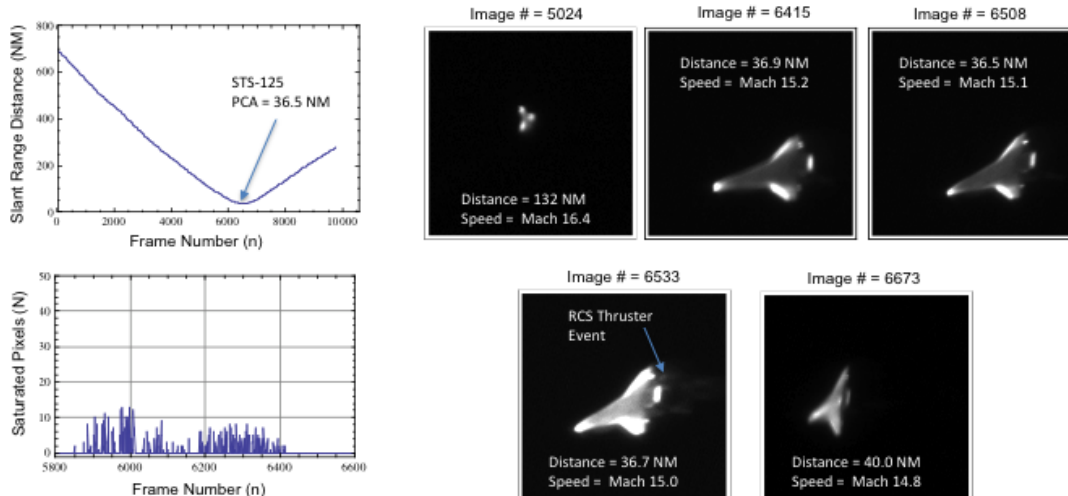 Slant Range Distance (NM)
800
600
400
200
0
STS-125
PCA = 36.5 NM
0 2000 4000 6000 8000 10000
Frame Number (n)
Image # = 5024
Distance = 132 NM
Speed = Mach 16.4
Image # = 6415
Distance = 36.9 NM
Speed = Mach 15.2
Image # = 6508
Distance = 36.5 NM
Speed = Mach 15.1
Saturated Pixels (N)
50
40
30
20
10
0
5800 6000 6200 6400 6600
Frame Number (n)
Image # = 6533
RCS Thruster
Event
Distance = 36.7 NM
Speed = Mach 15.0
Image # = 6673
Distance = 40.0 NM
Speed = Mach 14.8